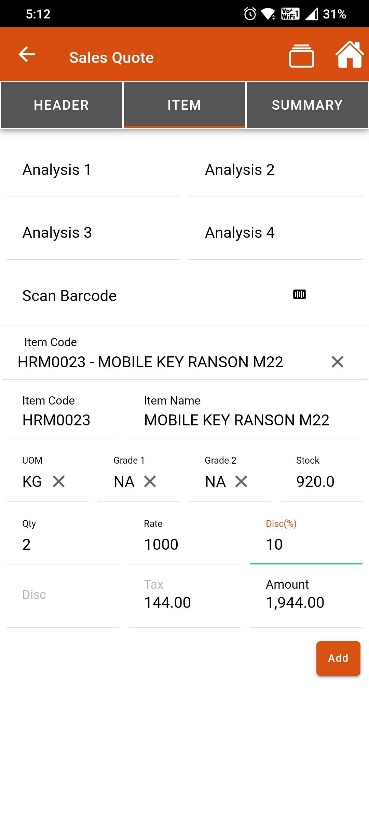 5:12 31%
Sales Quote
HEADER ITEM SUMMARY
Analysis 1 Analysis 2
Analysis 3 Analysis 4
Scan Barcode
Item Code
HRM0023 - MOBILE KEY RANSON M22
Item Code Item Name
HRM0023 MOBILE KEY RANSON M22
UOM Grade 1 Grade 2 Stock
KG NA NA 920.0
Qty Rate Disc(%)
2 1000 10
Disc Tax Amount
144.00 1,944.00
Add